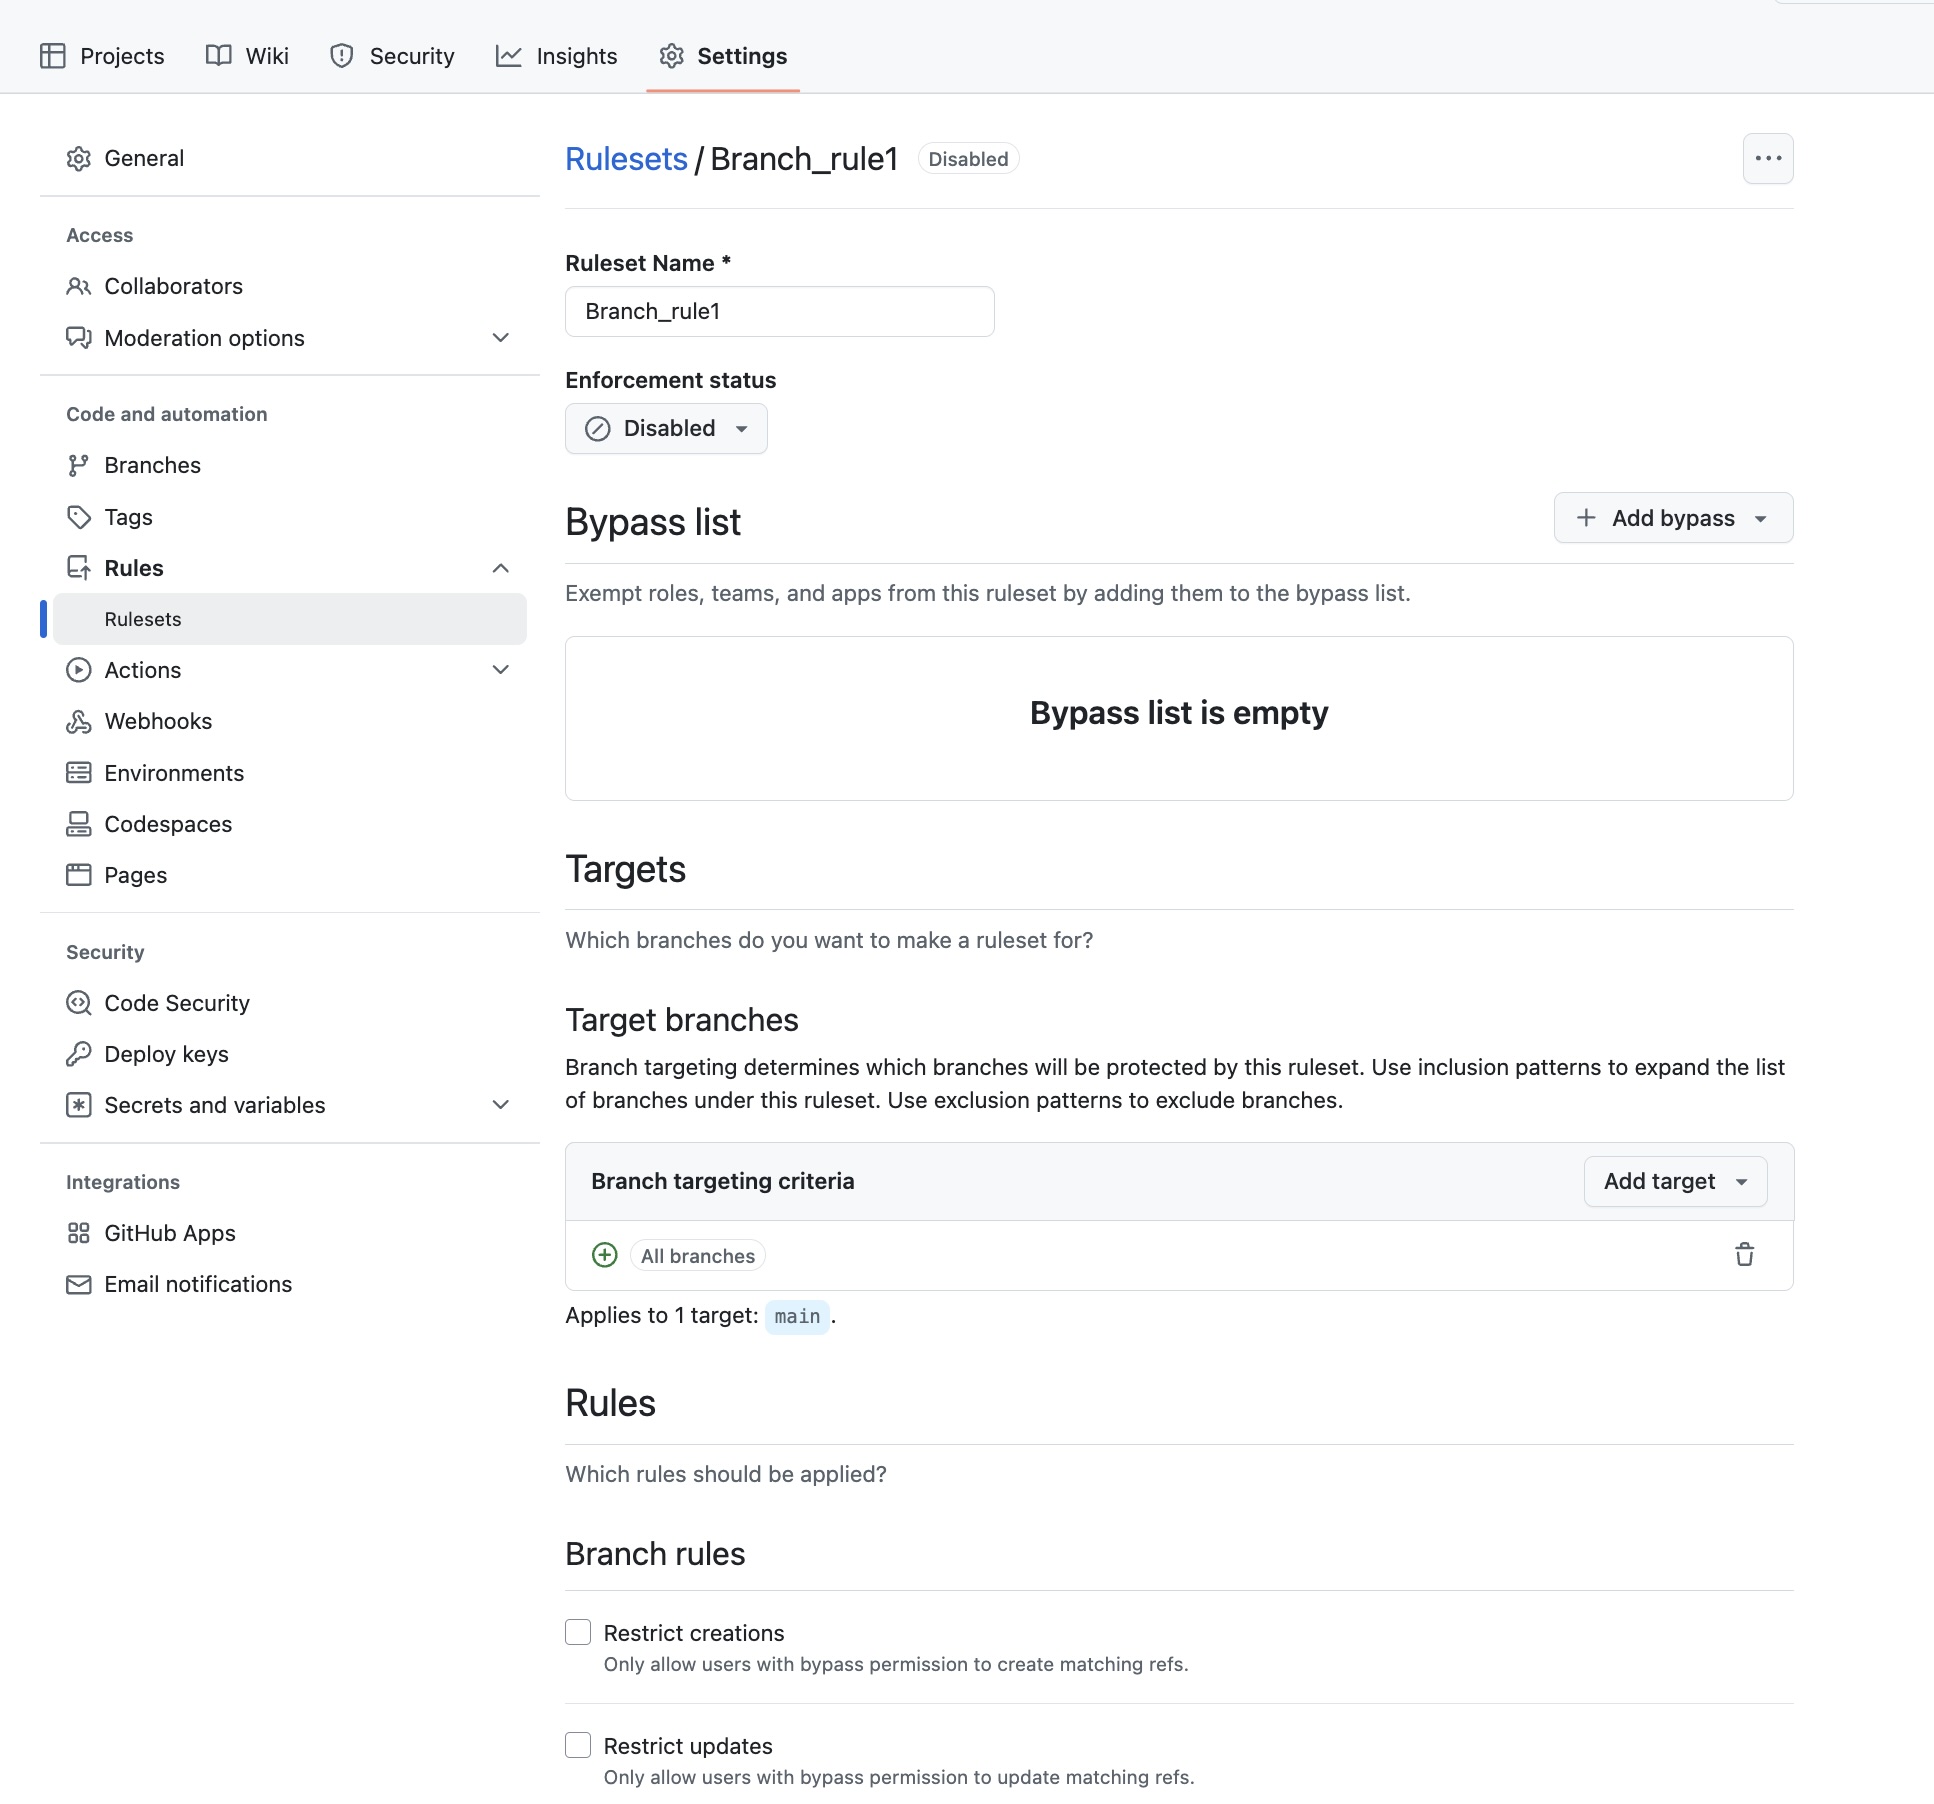 Projects
Wiki
Security
Insights
Settings
General
Access
Collaborators
Moderation options
Code and automation
Branches
Tags
Rules
Rulesets
Actions
Webhooks
Environments
Codespaces
Pages
Security
Code Security
Deploy keys
Secrets and variables
Integrations
GitHub Apps
Email notifications
Rulesets / Branch_rule1 Disabled
Ruleset Name *
Branch_rule1
Enforcement status
Disabled
Bypass list
Add bypass
Exempt roles, teams, and apps from this ruleset by adding them to the bypass list.
Bypass list is empty
Targets
Which branches do you want to make a ruleset for?
Target branches
Branch targeting determines which branches will be protected by this ruleset. Use inclusion patterns to expand the list
of branches under this ruleset. Use exclusion patterns to exclude branches.
Branch targeting criteria
Add target
All branches
Applies to 1 target: main.
Rules
Which rules should be applied?
Branch rules
Restrict creations
Only allow users with bypass permission to create matching refs.
Restrict updates
Only allow users with bypass permission to update matching refs.